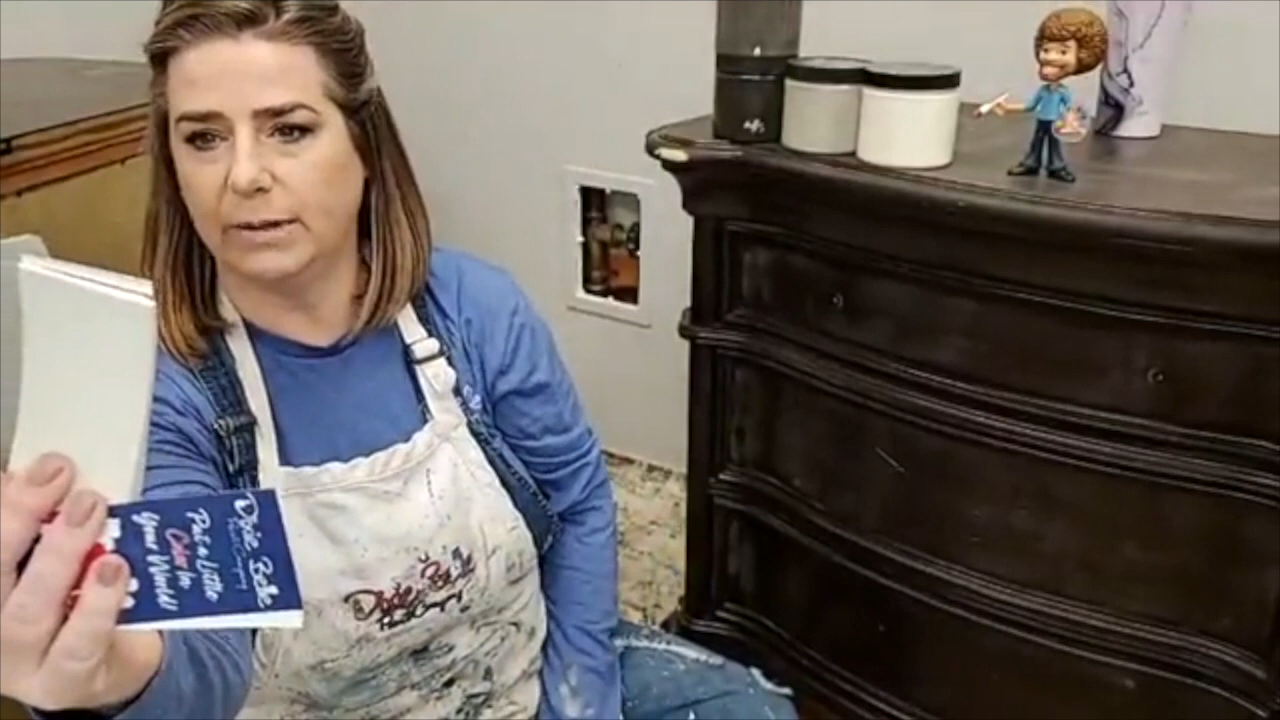 Dixie Belle
Paint Company
Put a Little
Color In
Your World!
Dixie Belle
Paint Company